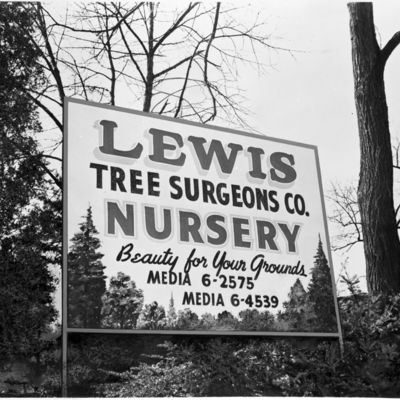 LEWIS
TREE SURGEONS CO.
NURSERY
Beauty for Your Grounds
MEDIA 6-2575
MEDIA 6-4539